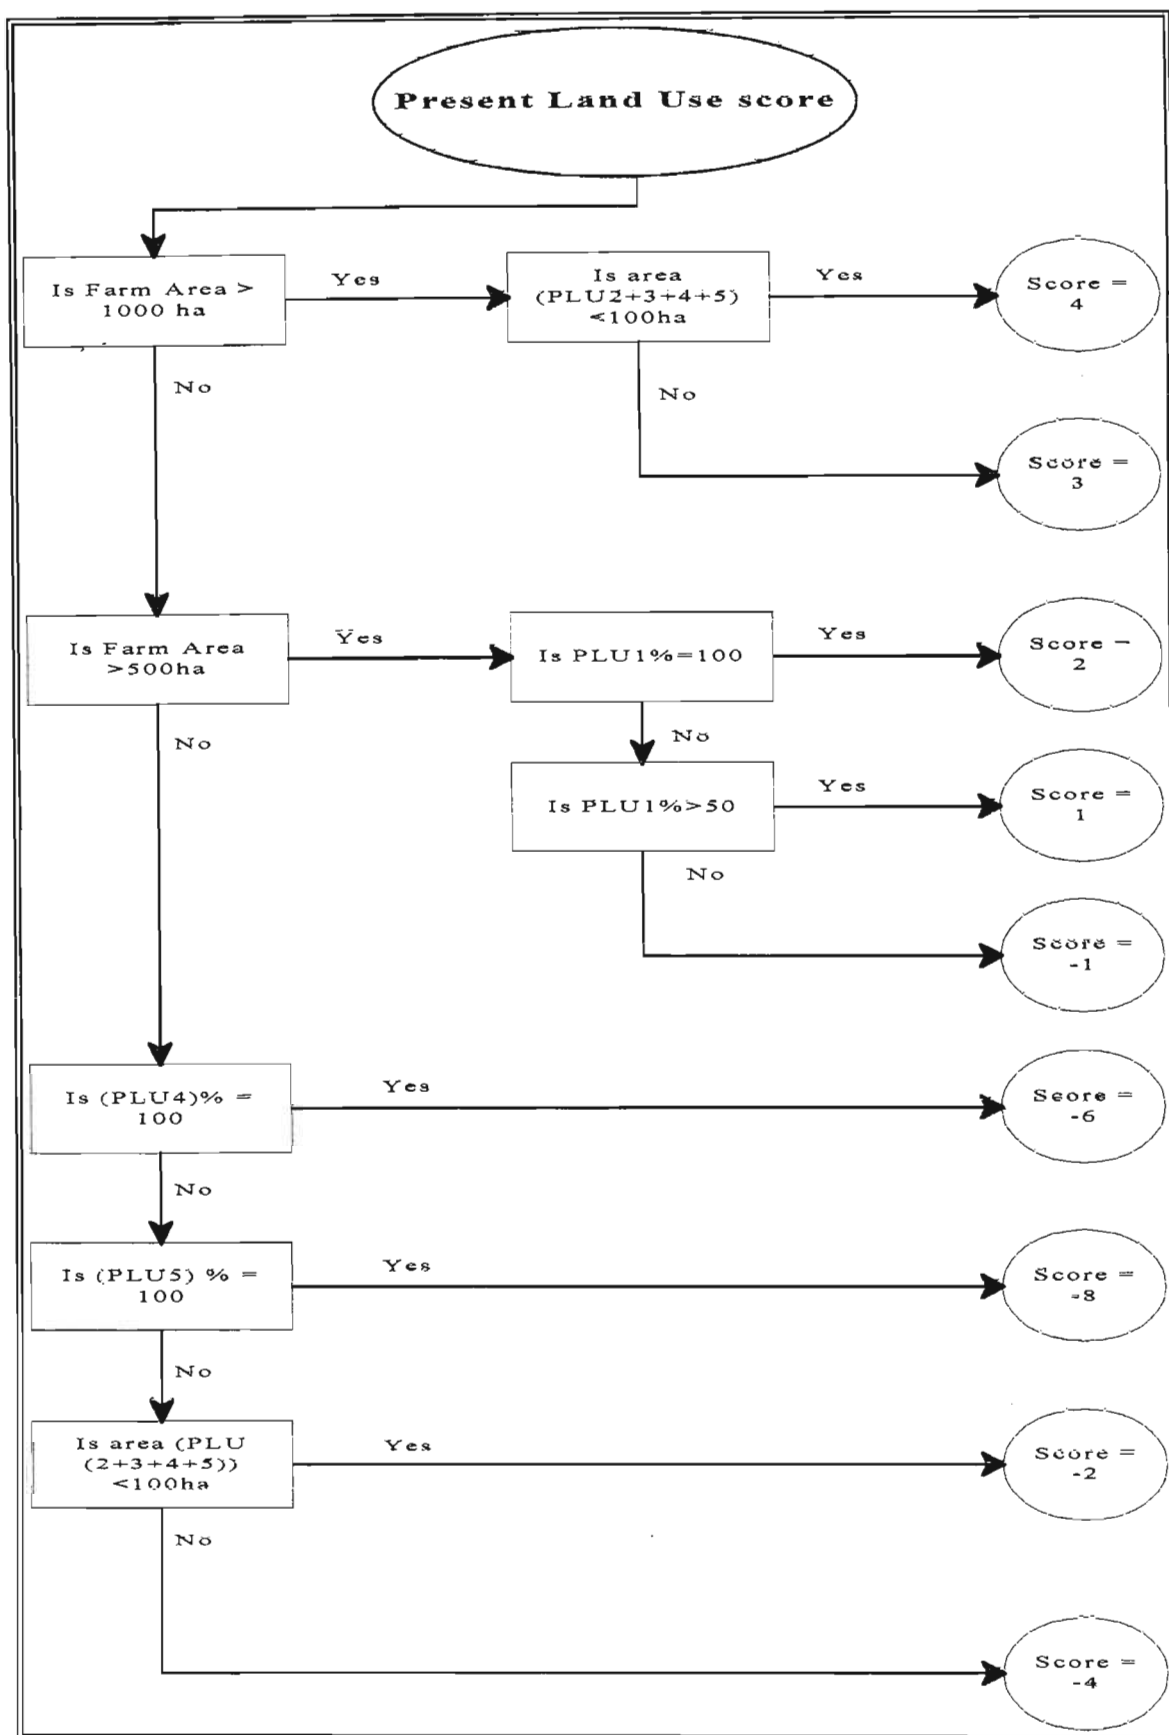 Present Land Use score
Is Farm Area >
1000 ha
Yes
Is area
(PLU2+3+4+5)
<100ha
Yes
Score =
4
No
No
Score =
3
Is Farm Area
>500ha
Yes
Is PLU1%=100
Yes
Score =
2
No
No
Is PLU1%>50
Yes
Score =
1
No
Score =
-1
Is (PLU4)% =
100
Yes
Score =
-6
No
Is (PLU5) % =
100
Yes
Score =
-8
No
Is area (PLU
(2+3+4+5))
<100ha
Yes
Score =
-2
No
Score =
-4